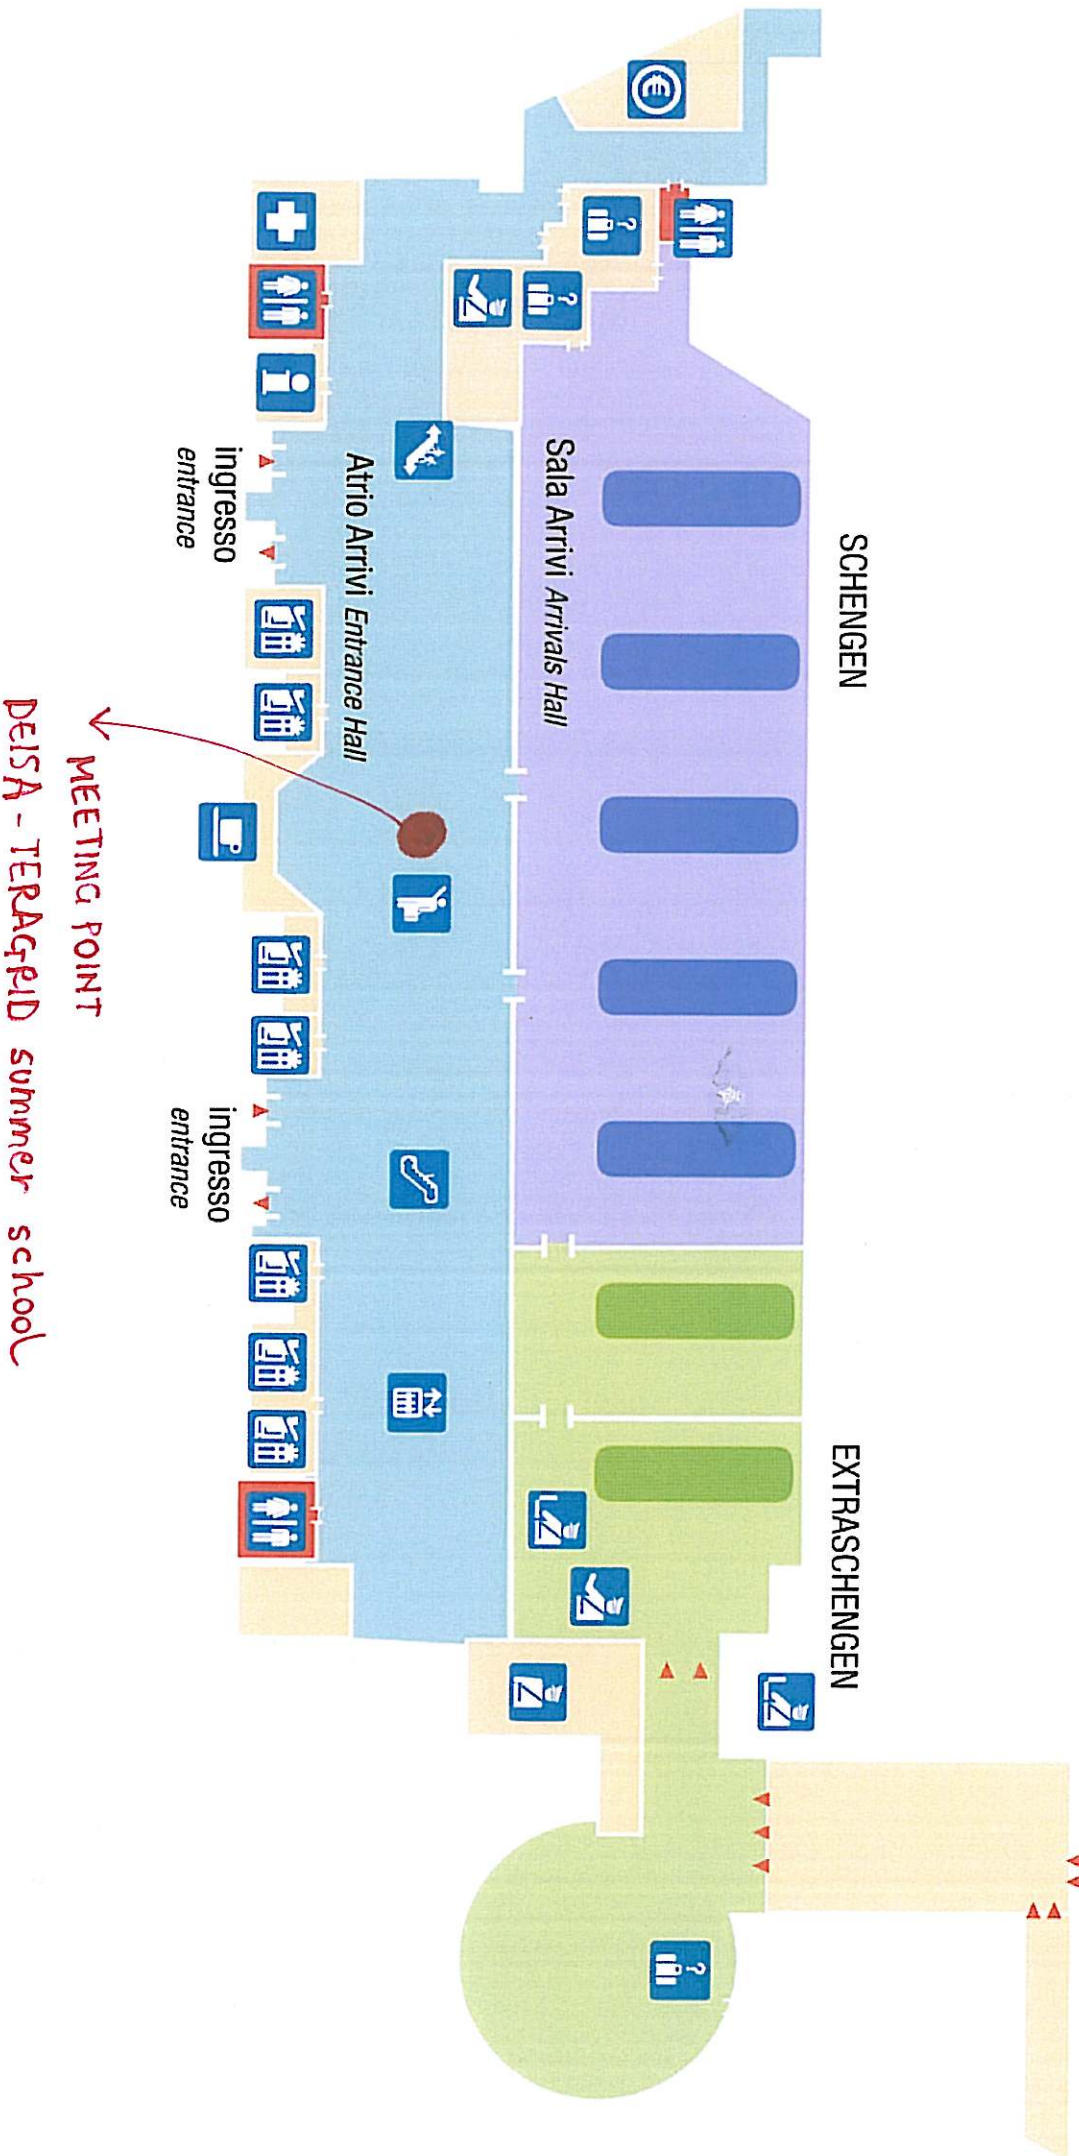 SCHENGEN
EXTRASCHENGEN
Sala Arrivi Arrivals Hall
Atrio Arrivi Entrance Hall
ingresso
entrance
ingresso
entrance
MEETING POINT
DEISA - TERAGRID summer school